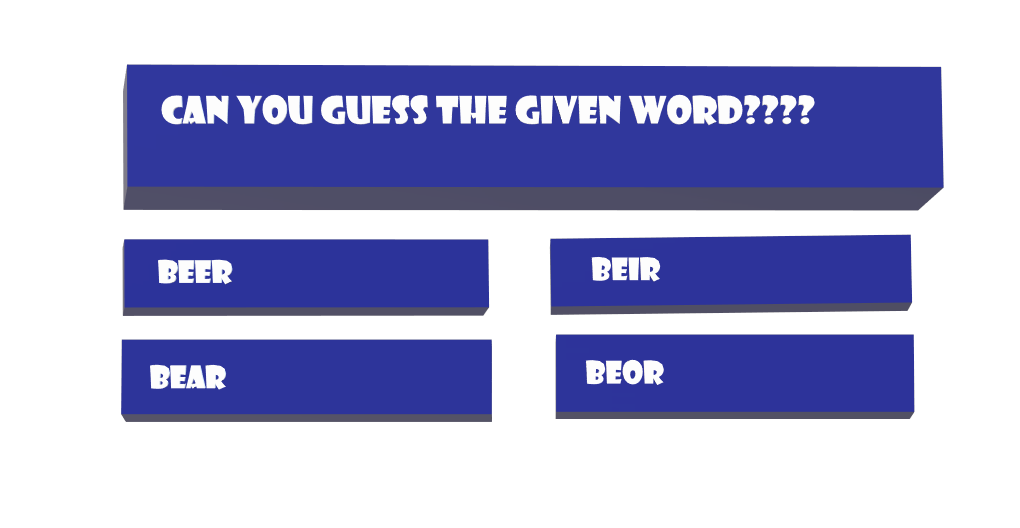 CAN YOU GUESS THE GIVEN WORD????
BEER
BEIR
BEAR
BEOR